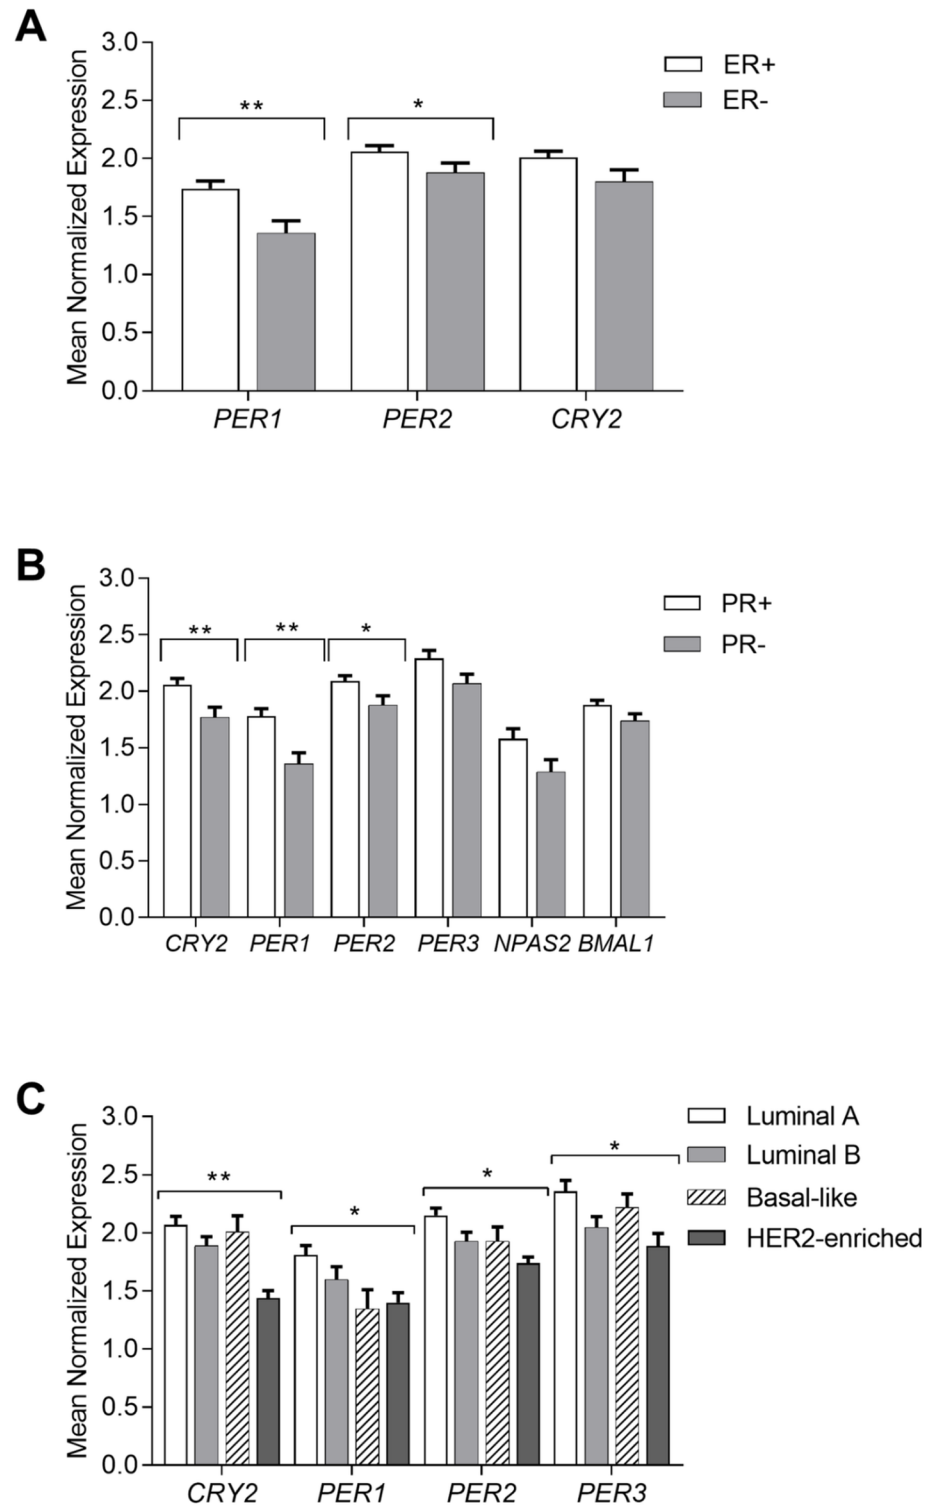 A
Mean Normalized Expression
3.0
2.5
2.0
1.5
1.0
0.5
0.0
** *
PER1 PER2 CRY2
ER+
ER-
B
Mean Normalized Expression
3.0
2.5
2.0
1.5
1.0
0.5
0.0
** ** *
CRY2 PER1 PER2 PER3 NPAS2 BMAL1
PR+
PR-
C
Mean Normalized Expression
3.0
2.5
2.0
1.5
1.0
0.5
0.0
** * * *
CRY2 PER1 PER2 PER3
Luminal A
Luminal B
Basal-like
HER2-enriched